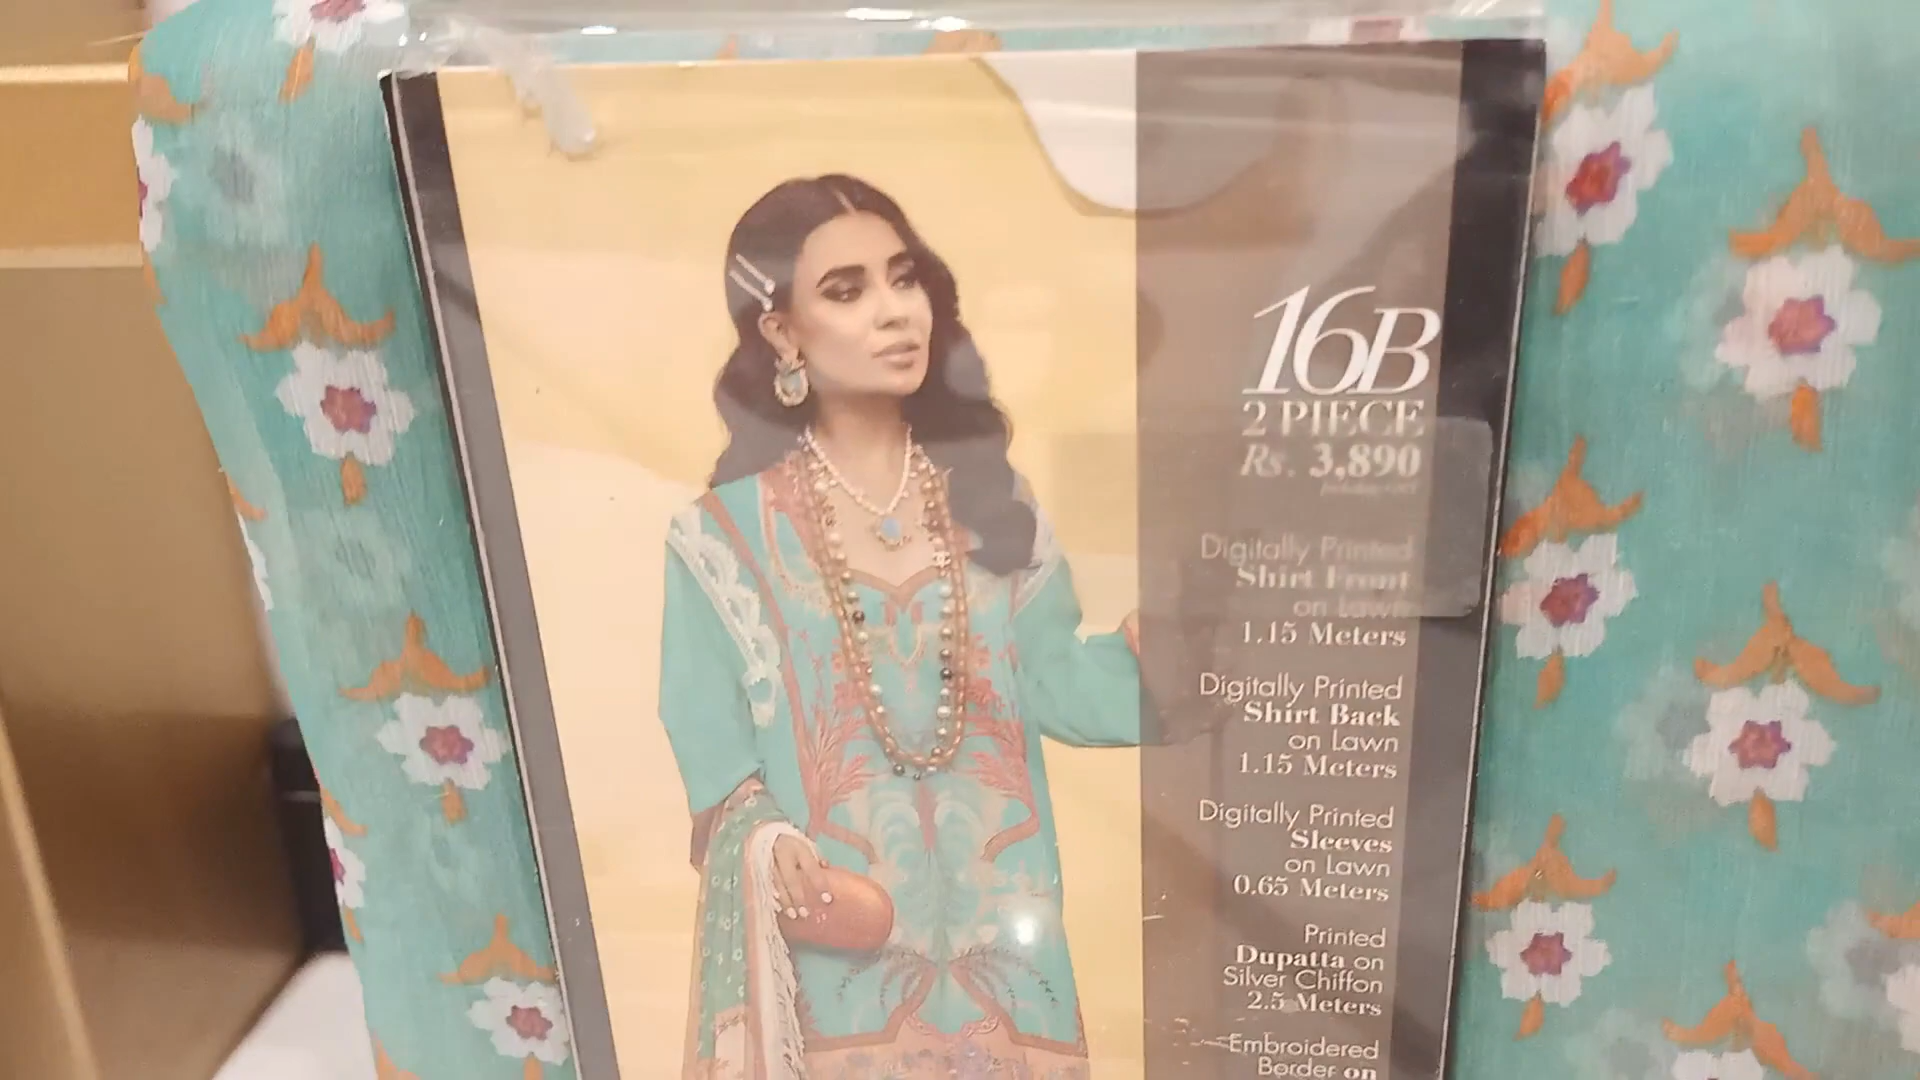 16B
2 PIECE
Rs. 3,890
Digitally Printed
Shirt Front
on Lawn
1.15 Meters
Digitally Printed
Shirt Back
on Lawn
1.15 Meters
Digitally Printed
Sleeves
on Lawn
0.65 Meters
Printed
Dupatta on
Silver Chiffon
2.5 Meters
Embroidered
Border on